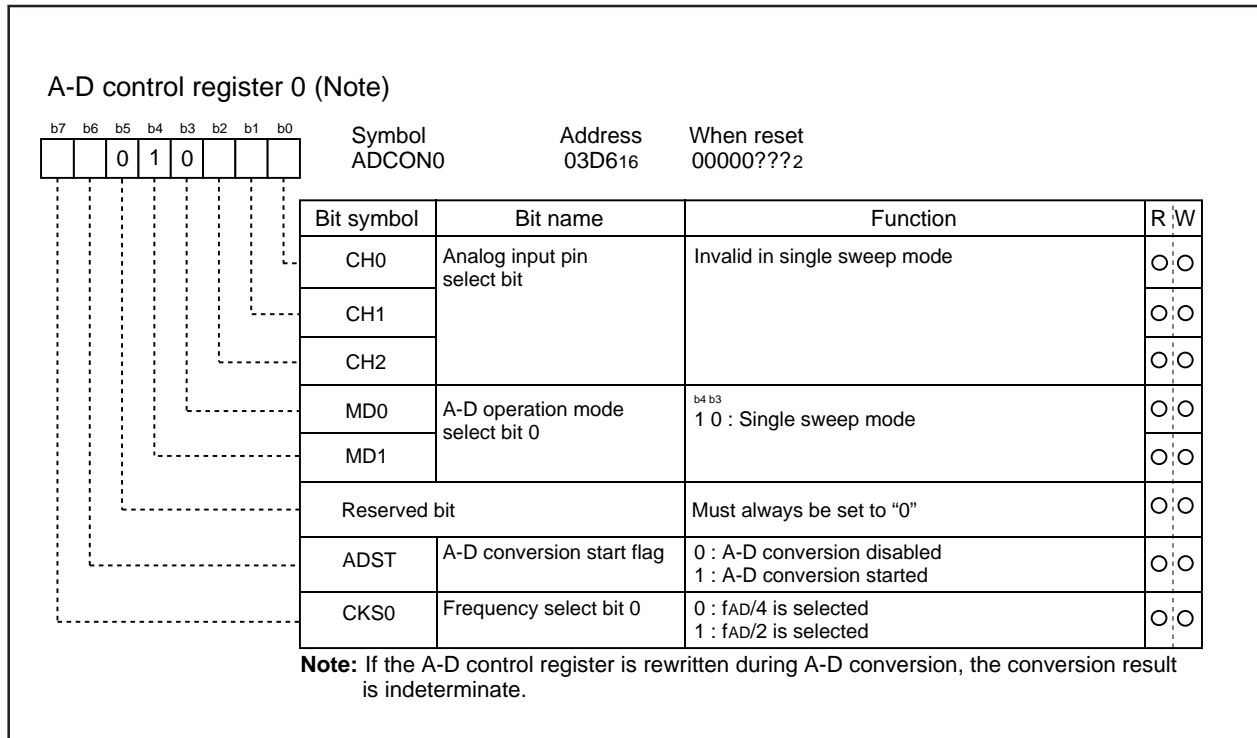 A-D control register 0 (Note)
b7 b6 b5 b4 b3 b2 b1 b0
0 1 0
Symbol Address When reset
ADCON0 03D616 00000???2
Bit symbol Bit name Function R W
CH0 Analog input pin select bit Invalid in single sweep mode
CH1
CH2
MD0 A-D operation mode select bit 0 b4 b3
1 0 : Single sweep mode
MD1
Reserved bit Must always be set to “0”
ADST A-D conversion start flag 0 : A-D conversion disabled
1 : A-D conversion started
CKS0 Frequency select bit 0 0 : fAD/4 is selected
1 : fAD/2 is selected
Note: If the A-D control register is rewritten during A-D conversion, the conversion result
is indeterminate.